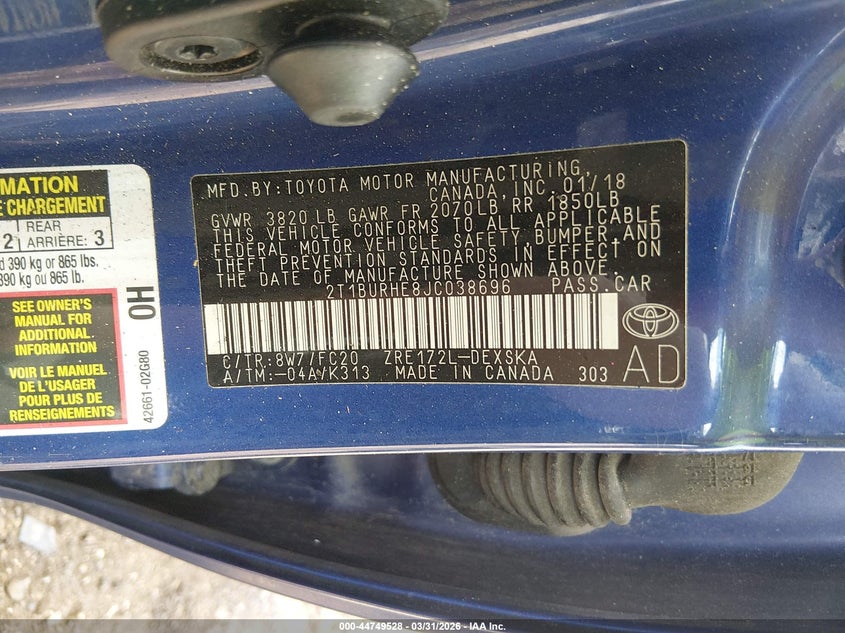 MATION
E CHARGEMENT
REAR
2 ARRIÈRE: 3
d 390 kg or 865 lbs.
390 kg ou 865 lb.
SEE OWNER'S
MANUAL FOR
ADDITIONAL
INFORMATION
VOIR LE MANUEL
DE L'USAGER
POUR PLUS DE
RENSEIGNEMENTS
OH
42661-02G80
MFD.BY:TOYOTA MOTOR MANUFACTURING,
CANADA, INC.01/18
GVWR 3820LB GAWR FR 2070LB RR 1850LB
THIS VEHICLE CONFORMS TO ALL APPLICABLE
FEDERAL MOTOR VEHICLE SAFETY,BUMPER,AND
THEFT PREVENTION STANDARDS IN EFFECT ON
THE DATE OF MANUFACTURE SHOWN ABOVE.
2T1BURHE8JC038696 PASS.CAR
C/TR:8W7/FC20 ZRE172L-DEXSKA
A/TM:-04A/K313 MADE IN CANADA 303
AD
000-44749528 - 03/31/2026 - IAA Inc.